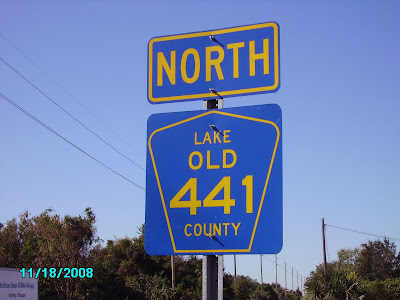 NORTH
LAKE
OLD
441
COUNTY
11/18/2008